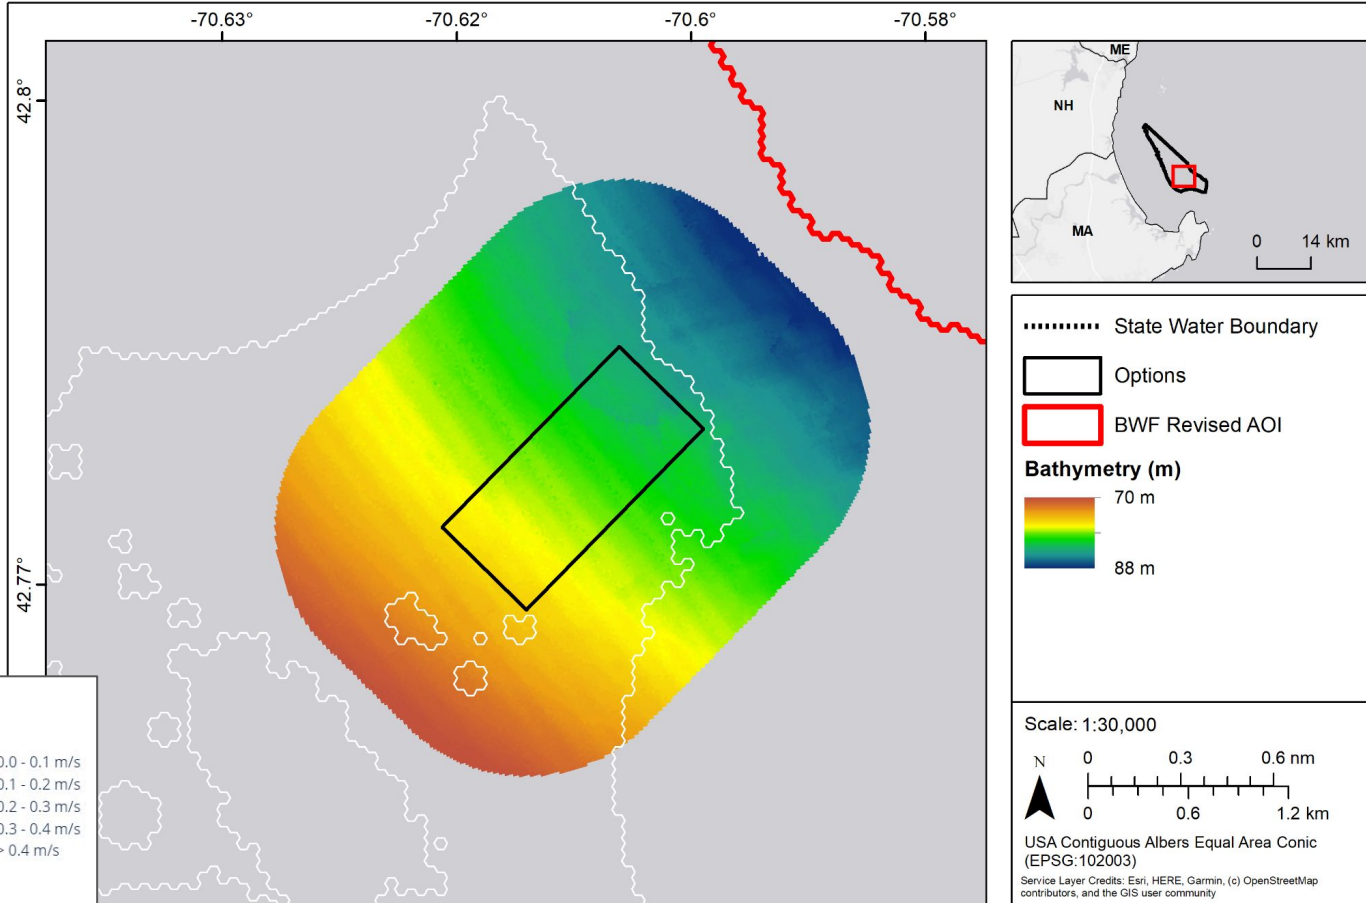 -70.63° -70.62° -70.6° -70.58°
42.8°
42.77°
0.0 - 0.1 m/s
0.1 - 0.2 m/s
0.2 - 0.3 m/s
0.3 - 0.4 m/s
> 0.4 m/s
ME
NH
MA
0 14 km
State Water Boundary
Options
BWF Revised AOI
Bathymetry (m)
70 m
88 m
Scale: 1:30,000
N
0 0.3 0.6 nm
0 0.6 1.2 km
USA Contiguous Albers Equal Area Conic
(EPSG:102003)
Service Layer Credits: Esri, HERE, Garmin, (c) OpenStreetMap
contributors, and the GIS user community